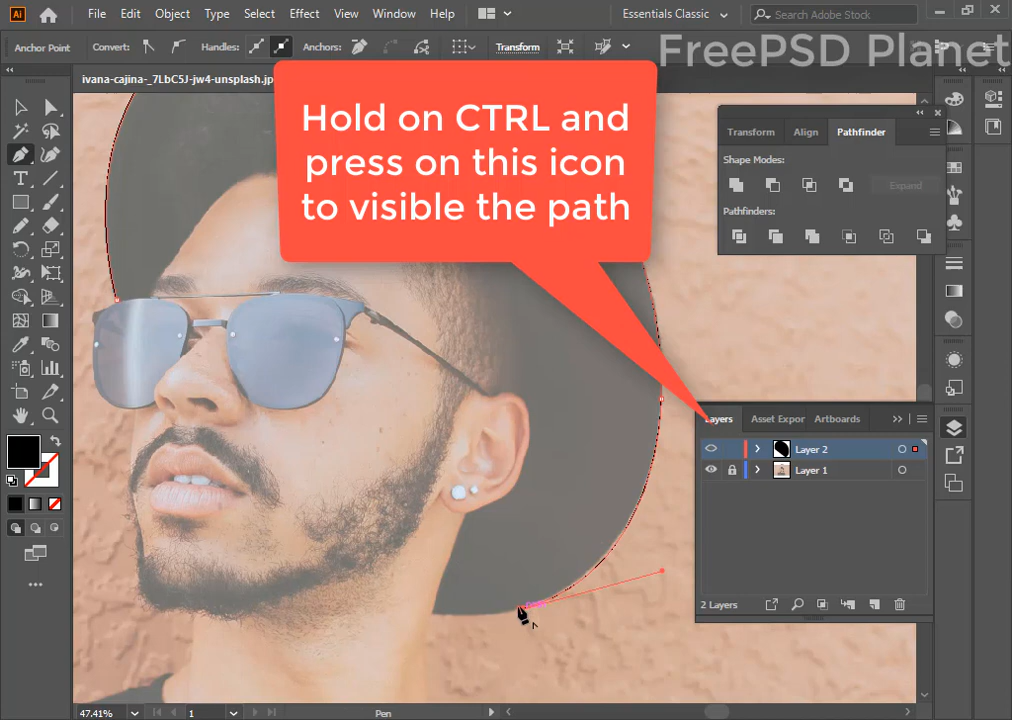 Ai File Edit Object Type Select Effect View Window Help Essentials Classic Search Adobe Stock
Anchor Point Convert: Handles: Anchors: Transform
FreePSD Planet
ivana-cajina-_7LbC5J-jw4-unsplash.jp
Hold on CTRL and
press on this icon
to visible the path
Transform Align Pathfinder
Shape Modes:
Expand
Pathfinders:
Layers Asset Expor Artboards
Layer 2
Layer 1
2 Layers
47.41% 1 Pen